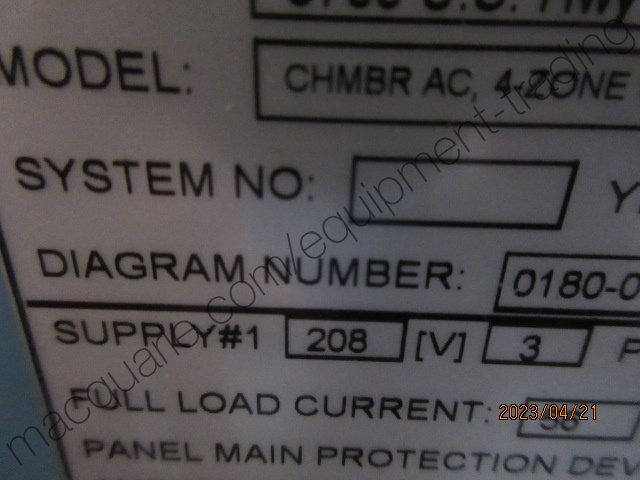 MODEL: CHMBR AC, 4-ZONE
SYSTEM NO:
DIAGRAM NUMBER: 0180-0
SUPPLY#1 208 [V] 3
FULL LOAD CURRENT:
2023/04/21
PANEL MAIN PROTECTION DEV
macquarie.com/equipment-trading